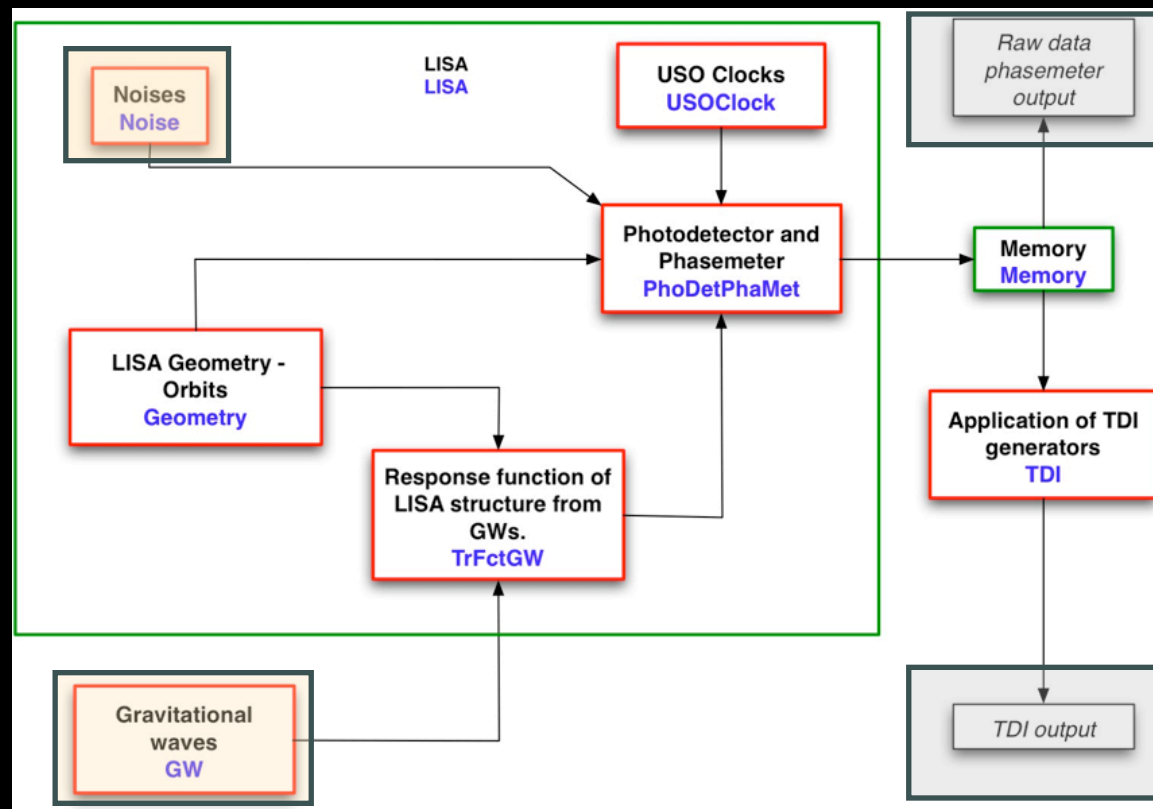 Noises
Noise
LISA
LISA
USO Clocks
USOClock
Raw data
phasemeter
output
Photodetector and
Phasemeter
PhoDetPhaMet
Memory
Memory
LISA Geometry -
Orbits
Geometry
Application of TDI
generators
TDI
Response function of
LISA structure from
GWs.
TrFctGW
Gravitational
waves
GW
TDI output